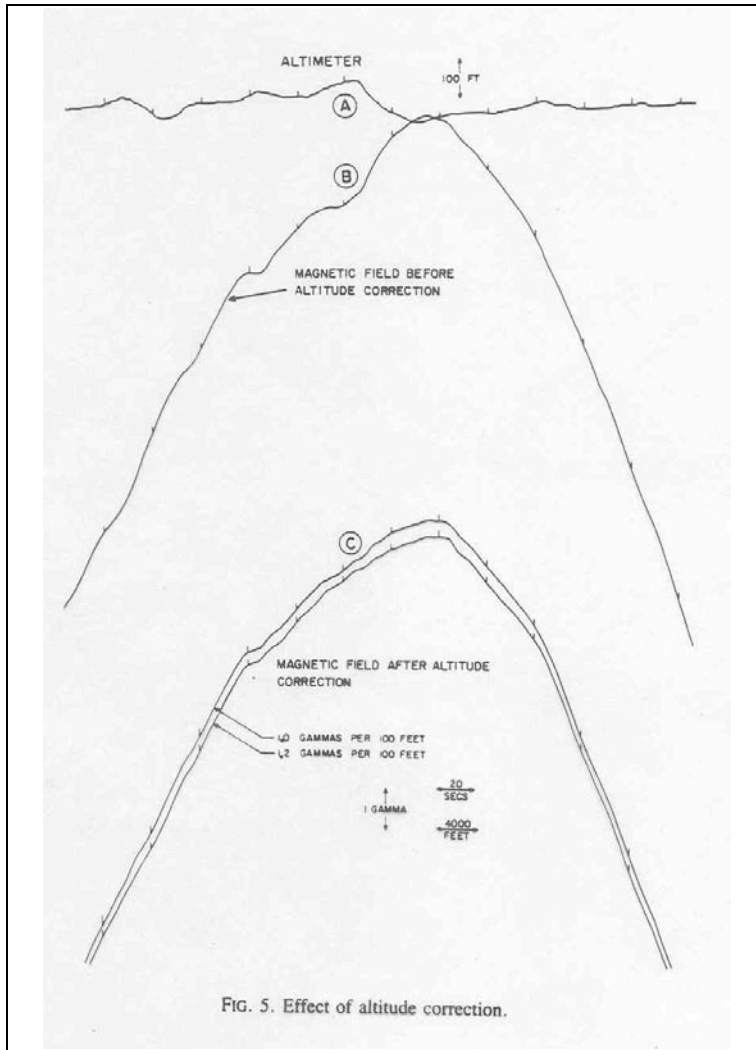 ALTIMETER
100 FT
A
B
MAGNETIC FIELD BEFORE
ALTITUDE CORRECTION
C
MAGNETIC FIELD AFTER ALTITUDE
CORRECTION
1,0 GAMMAS PER 100 FEET
1,2 GAMMAS PER 100 FEET
20
SECS
1 GAMMA
4000
FEET
FIG. 5. Effect of altitude correction.